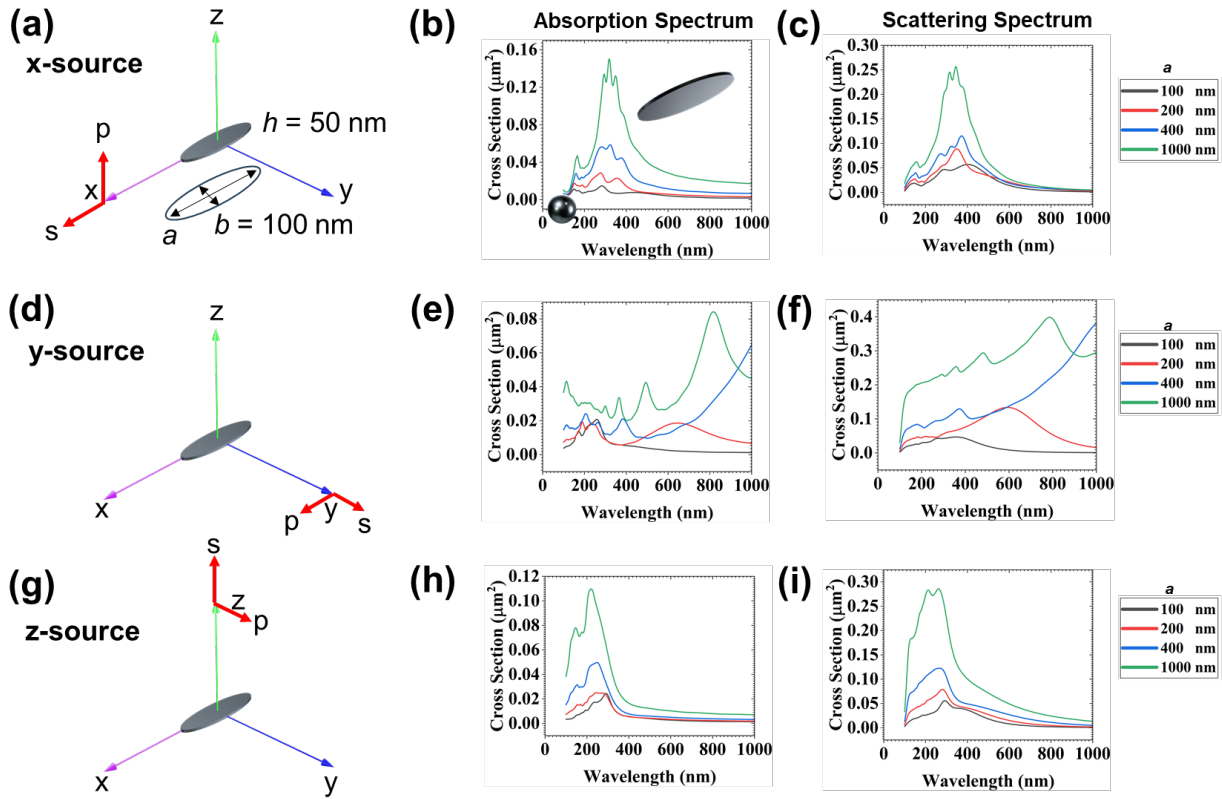 Absorption Spectrum
Scattering Spectrum
(a)
x-source
z
p
x
s
y
h = 50 nm
b = 100 nm
a
(b)
Cross Section (μm²)
0.16
0.12
0.08
0.04
0.00
0 200 400 600 800 1000
Wavelength (nm)
(c)
Cross Section (μm²)
0.30
0.25
0.20
0.15
0.10
0.05
0.00
0 200 400 600 800 1000
Wavelength (nm)
a
100 nm
200 nm
400 nm
1000 nm
(d)
y-source
z
x
p
y
s
(e)
Cross Section (μm²)
0.08
0.06
0.04
0.02
0.00
0 200 400 600 800 1000
Wavelength (nm)
(f)
Cross Section (μm²)
0.4
0.3
0.2
0.1
0.0
0 200 400 600 800 1000
Wavelength (nm)
a
100 nm
200 nm
400 nm
1000 nm
(g)
z-source
s
z
p
x
y
(h)
Cross Section (μm²)
0.12
0.10
0.08
0.06
0.04
0.02
0.00
0 200 400 600 800 1000
Wavelength (nm)
(i)
Cross Section (μm²)
0.30
0.25
0.20
0.15
0.10
0.05
0.00
0 200 400 600 800 1000
Wavelength (nm)
a
100 nm
200 nm
400 nm
1000 nm